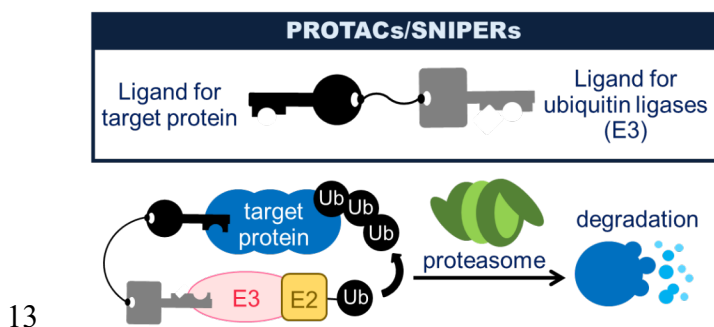 PROTACs/SNIPERs
Ligand for
target protein
Ligand for
ubiquitin ligases
(E3)
target
protein
Ub
Ub
Ub
E3
E2
Ub
proteasome
degradation
13